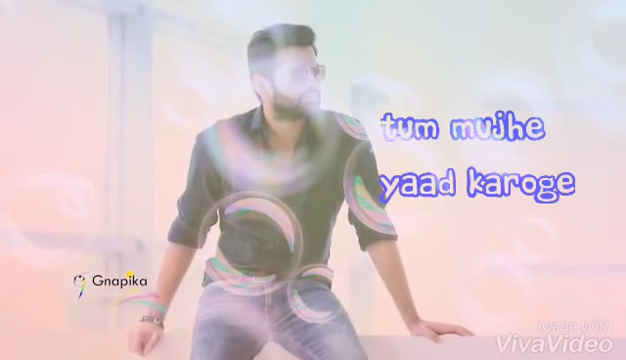 tum mujhe
yaad karoge
Gnapika
Made With
VivaVideo